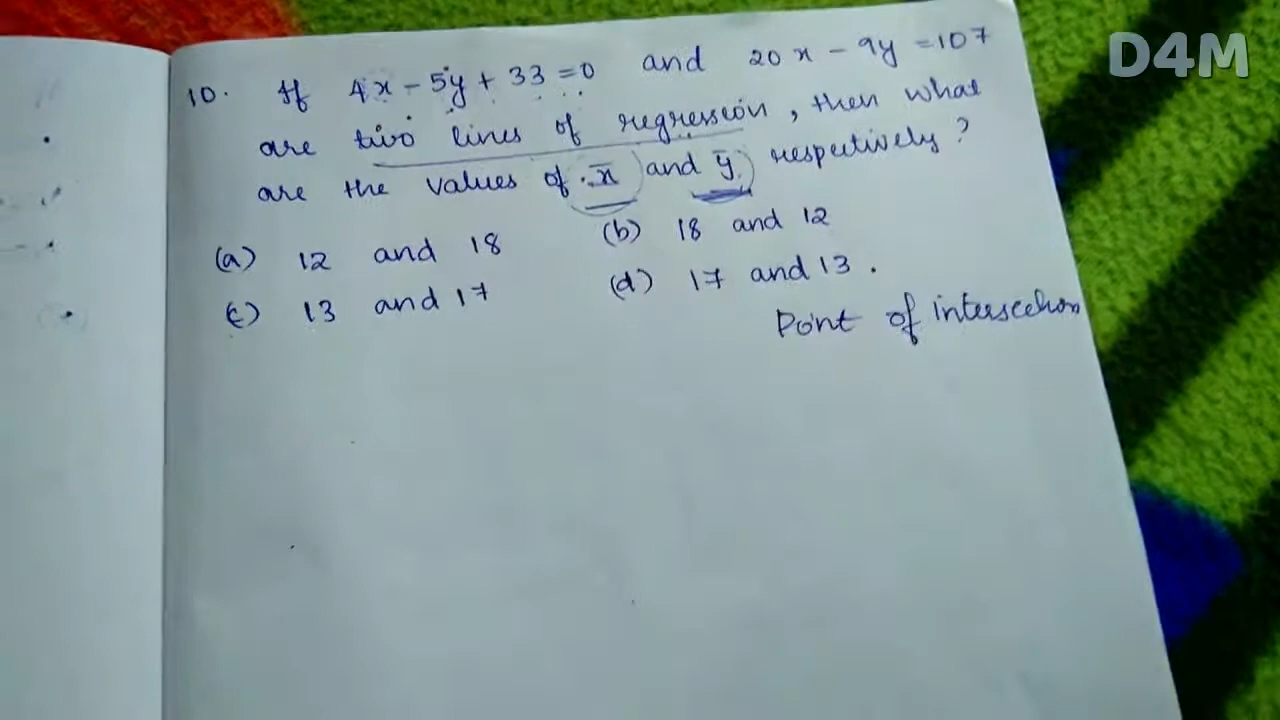 D4M
10. If 4x - 5y + 33 = 0 and 20x - 9y = 107
are two lines of regression, then what
are the values of x̄ and ȳ respectively?
(a) 12 and 18 (b) 18 and 12
(c) 13 and 17 (d) 17 and 13.
Point of intersection